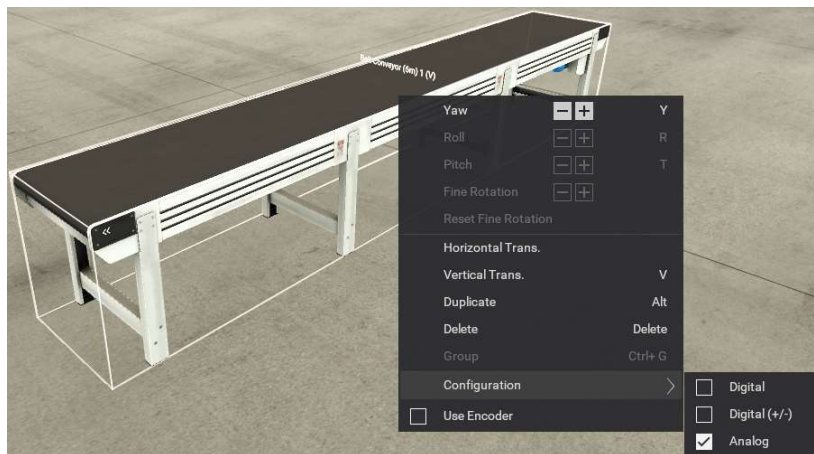 Belt Conveyor (6m) 1 (V)
Yaw Y
Roll R
Pitch T
Fine Rotation
Reset Fine Rotation
Horizontal Trans.
Vertical Trans. V
Duplicate Alt
Delete Delete
Group Ctrl+ G
Configuration
Use Encoder
Digital
Digital (+/-)
Analog